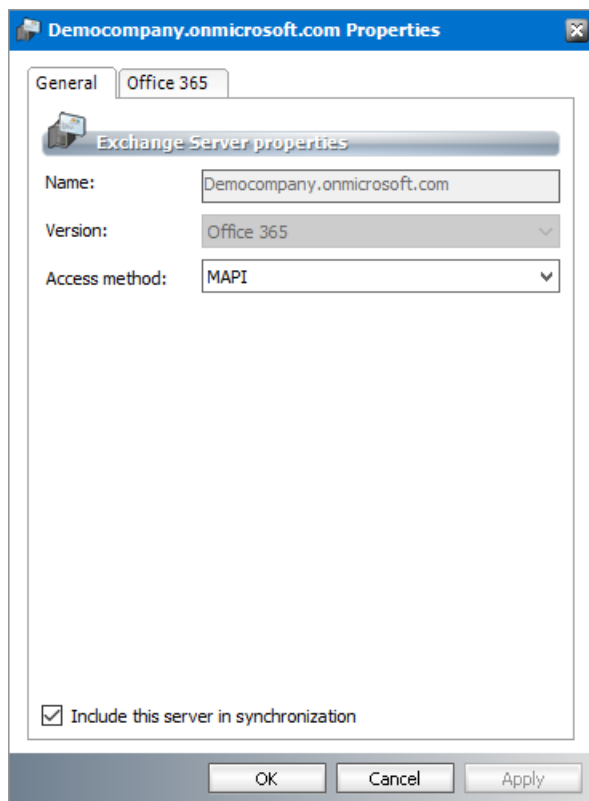 Democompany.onmicrosoft.com Properties
General Office 365
Exchange Server properties
Name: Democompany.onmicrosoft.com
Version: Office 365
Access method: MAPI
Include this server in synchronization
OK Cancel Apply